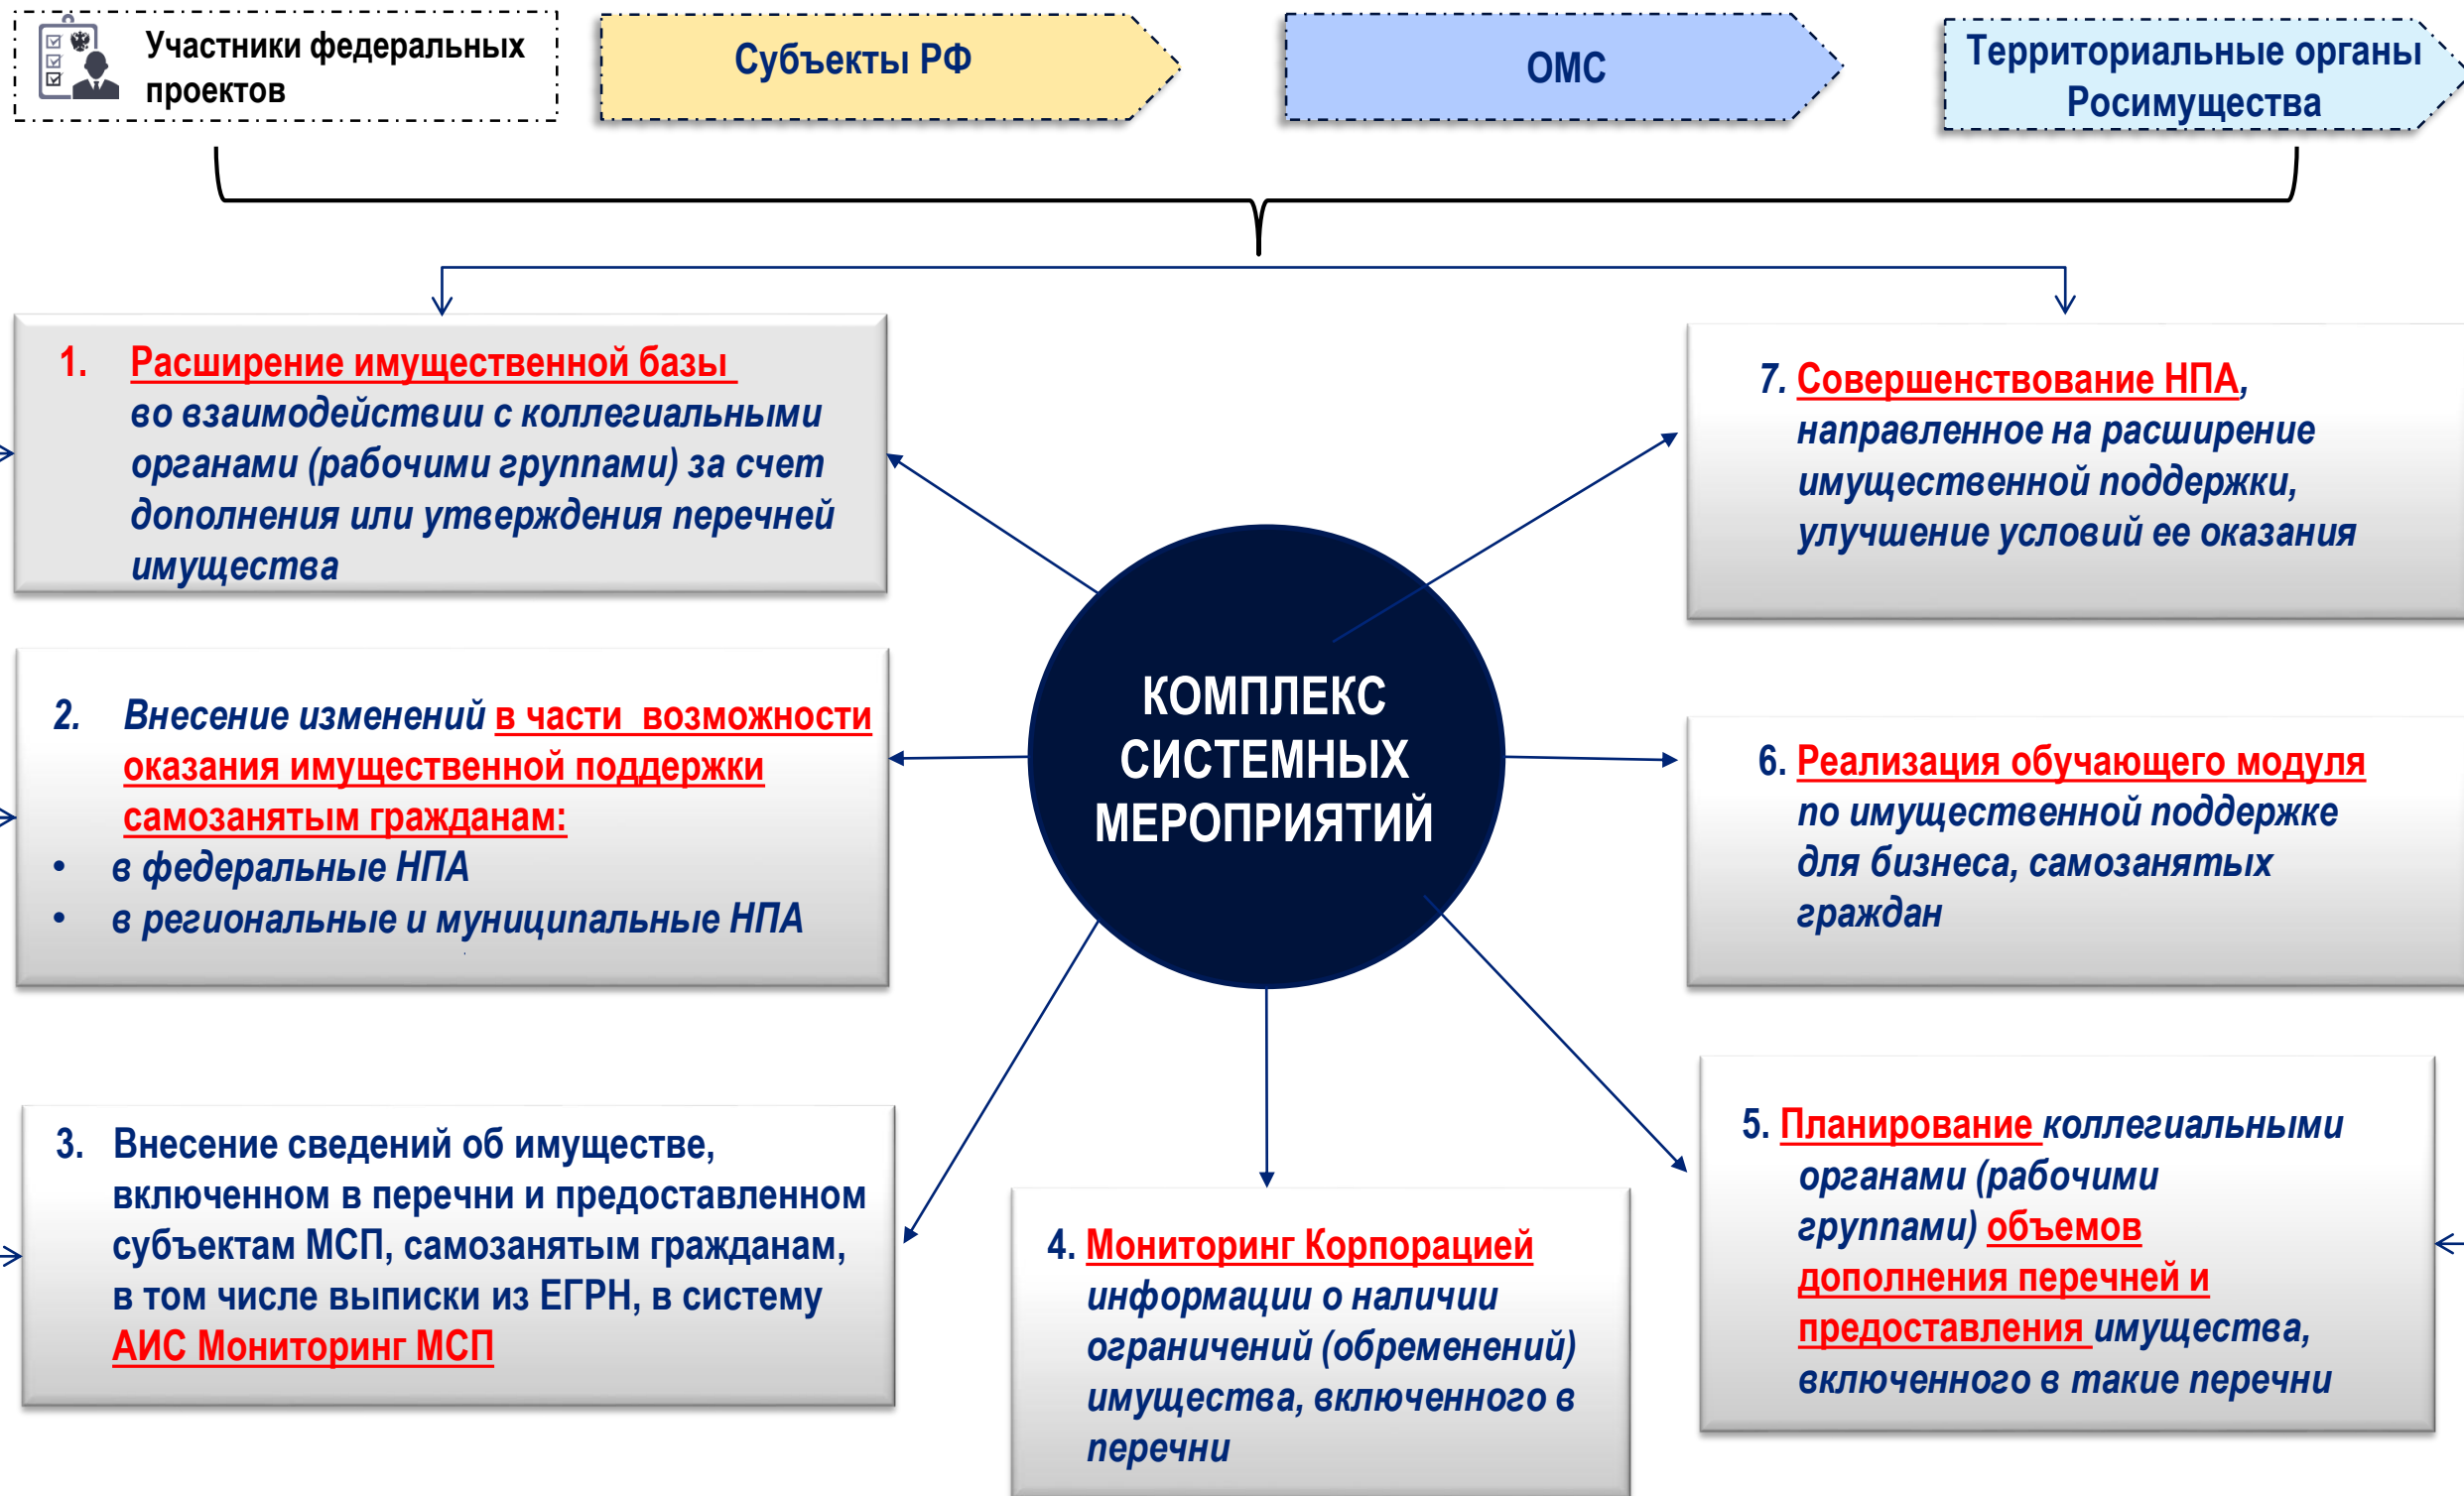 Участники федеральных
проектов
Субъекты РФ
ОМС
Территориальные органы
Росимущества
1. Расширение имущественной базы
во взаимодействии с коллегиальными
органами (рабочими группами) за счет
дополнения или утверждения перечней
имущества
2. Внесение изменений в части возможности
оказания имущественной поддержки
самозанятым гражданам:
• в федеральные НПА
• в региональные и муниципальные НПА
3. Внесение сведений об имуществе,
включенном в перечни и предоставленном
субъектам МСП, самозанятым гражданам,
в том числе выписки из ЕГРН, в систему
АИС Мониторинг МСП
КОМПЛЕКС
СИСТЕМНЫХ
МЕРОПРИЯТИЙ
4. Мониторинг Корпорацией
информации о наличии
ограничений (обременений)
имущества, включенного в
перечни
7. Совершенствование НПА,
направленное на расширение
имущественной поддержки,
улучшение условий ее оказания
6. Реализация обучающего модуля
по имущественной поддержке
для бизнеса, самозанятых
граждан
5. Планирование коллегиальными
органами (рабочими
группами) объемов
дополнения перечней и
предоставления имущества,
включенного в такие перечни